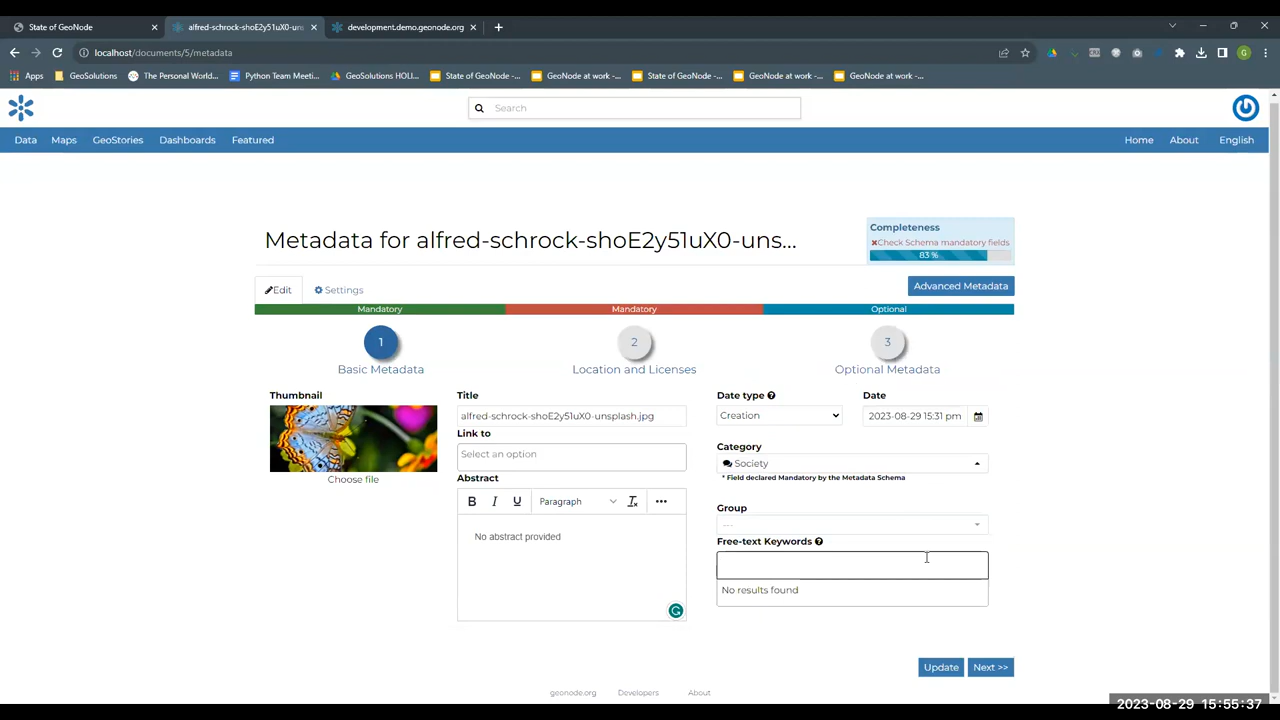 State of GeoNode
alfred-schrock-shoE2y51uX0-uns
development.demo.geonode.org
localhost/documents/5/metadata
G
Apps
GeoSolutions
The Personal World...
Python Team Meeti...
GeoSolutions HOLI...
State of GeoNode -...
GeoNode at work -...
State of GeoNode -...
GeoNode at work -...
GeoNode at work -...
Search
Data
Maps
GeoStories
Dashboards
Featured
Home
About
English
Metadata for alfred-schrock-shoE2y51uX0-uns...
Completeness
Check Schema mandatory fields
83 %
Edit
Settings
Advanced Metadata
Mandatory
Mandatory
Optional
1
2
3
Basic Metadata
Location and Licenses
Optional Metadata
Thumbnail
Choose file
Title
alfred-schrock-shoE2y51uX0-unsplash.jpg
Link to
Select an option
Abstract
B I U Paragraph
No abstract provided
Date type
Creation
Date
2023-08-29 15:31 pm
Category
Society
* Field declared Mandatory by the Metadata Schema
Group
---
Free-text Keywords
No results found
Update
Next >>
geonode.org
Developers
About
2023-08-29 15:55:37